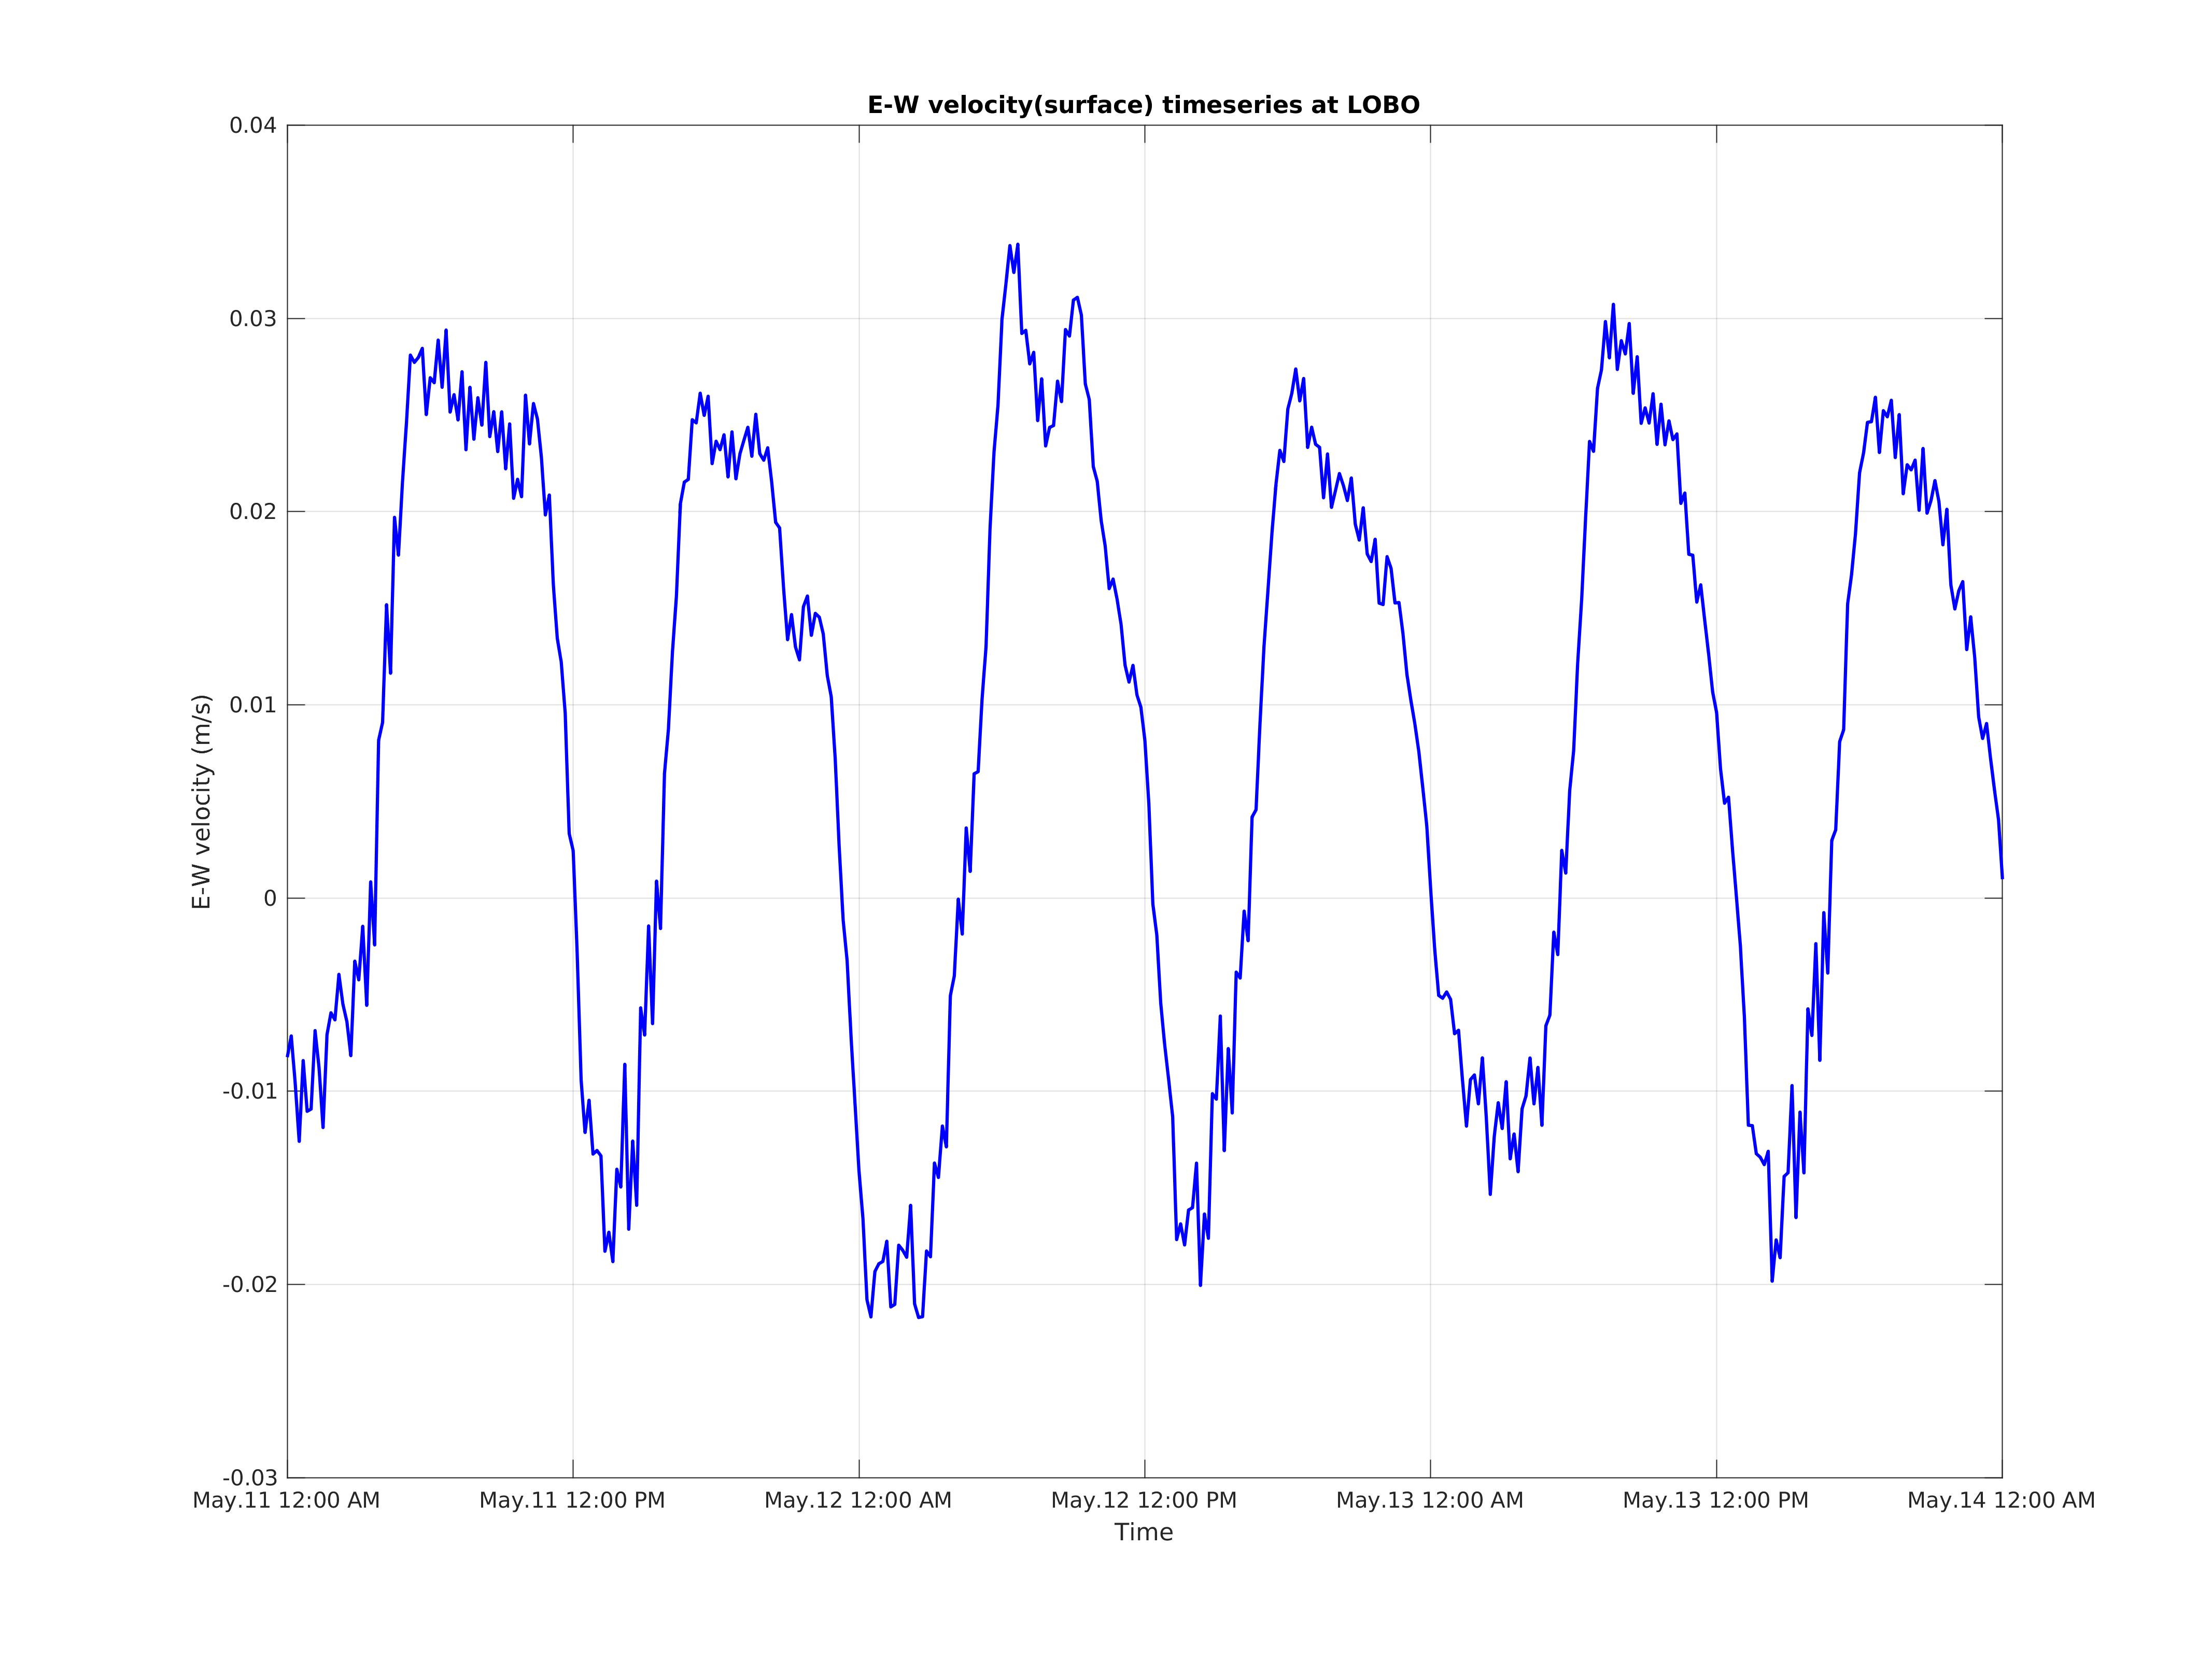 E-W velocity(surface) timeseries at LOBO
0.04
0.03
0.02
0.01
0
-0.01
-0.02
-0.03
E-W velocity (m/s)
May.11 12:00 AM May.11 12:00 PM May.12 12:00 AM May.12 12:00 PM May.13 12:00 AM May.13 12:00 PM May.14 12:00 AM
Time